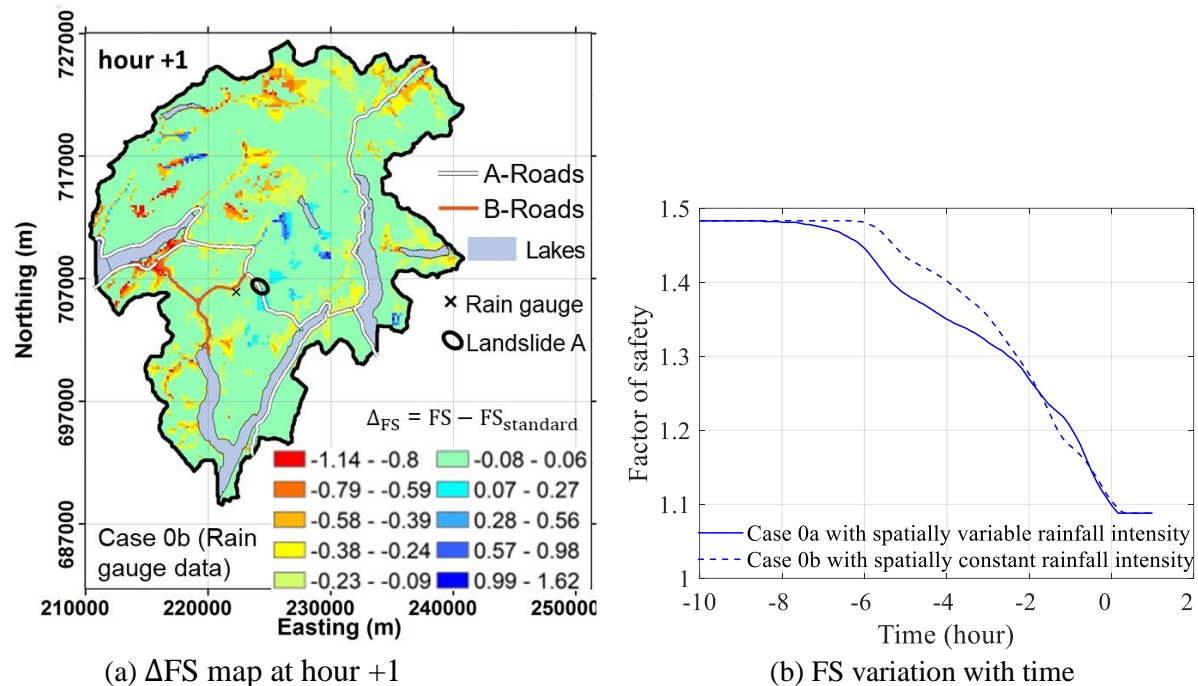 727000
717000
707000
697000
687000
Northing (m)
hour +1
A-Roads
B-Roads
Lakes
× Rain gauge
Landslide A
Δ_FS = FS − FS_standard
-1.14 - -0.8
-0.79 - -0.59
-0.58 - -0.39
-0.38 - -0.24
-0.23 - -0.09
-0.08 - 0.06
0.07 - 0.27
0.28 - 0.56
0.57 - 0.98
0.99 - 1.62
Case 0b (Rain
gauge data)
210000 220000 230000 240000 250000
Easting (m)
(a) ΔFS map at hour +1
1.5
1.4
1.3
1.2
1.1
1
Factor of safety
Case 0a with spatially variable rainfall intensity
Case 0b with spatially constant rainfall intensity
-10 -8 -6 -4 -2 0 2
Time (hour)
(b) FS variation with time